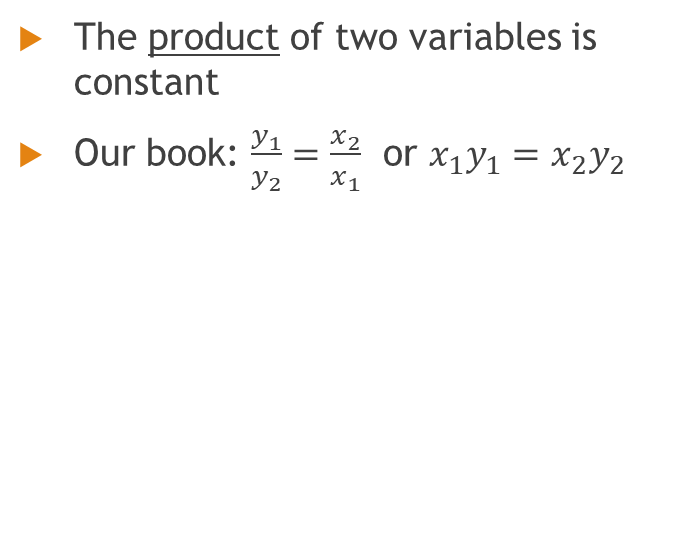 The product of two variables is
constant
Our book: y₁/y₂ = x₂/x₁ or x₁y₁ = x₂y₂